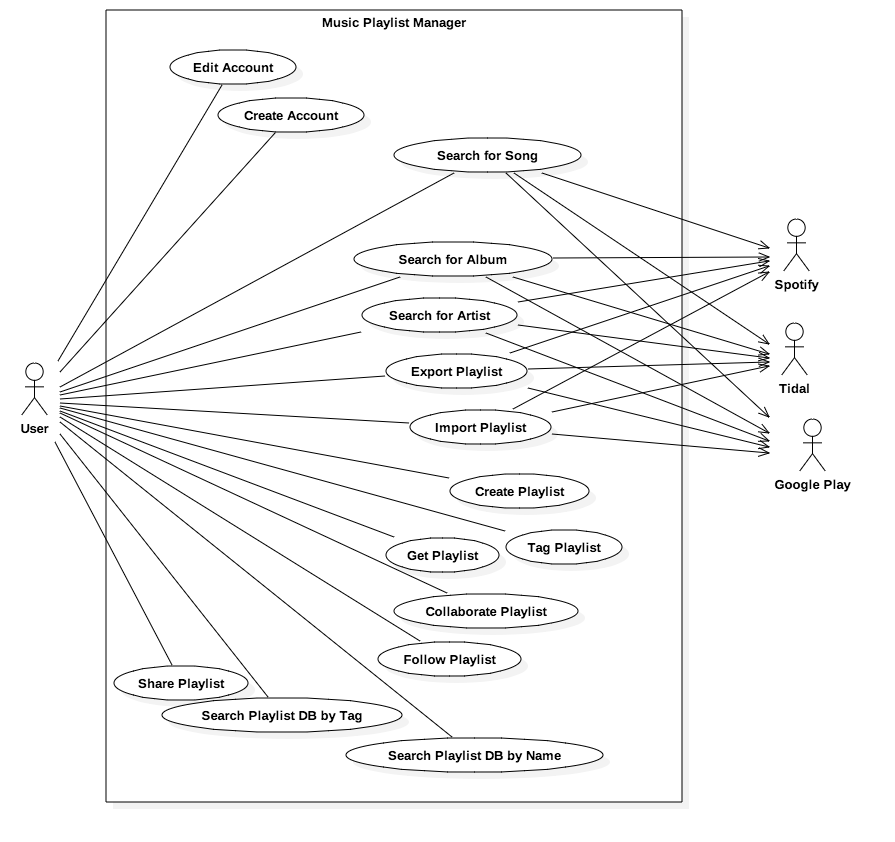 Music Playlist Manager
Edit Account
Create Account
Search for Song
Search for Album
Spotify
Search for Artist
Export Playlist
Tidal
User
Import Playlist
Google Play
Create Playlist
Tag Playlist
Get Playlist
Collaborate Playlist
Follow Playlist
Share Playlist
Search Playlist DB by Tag
Search Playlist DB by Name